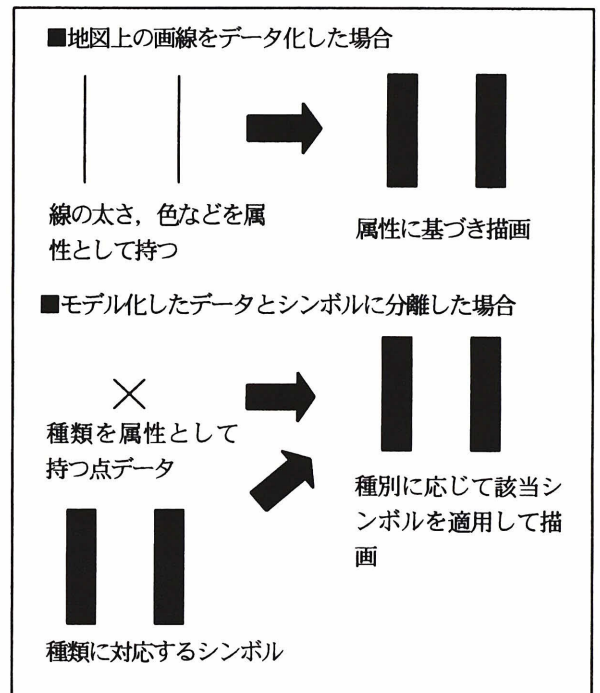 ■地図上の画線をデータ化した場合
線の太さ，色などを属
性として持つ
属性に基づき描画
■モデル化したデータとシンボルに分離した場合
種類を属性として
持つ点データ
種別に応じて該当シ
ンボルを適用して描
画
種類に対応するシンボル